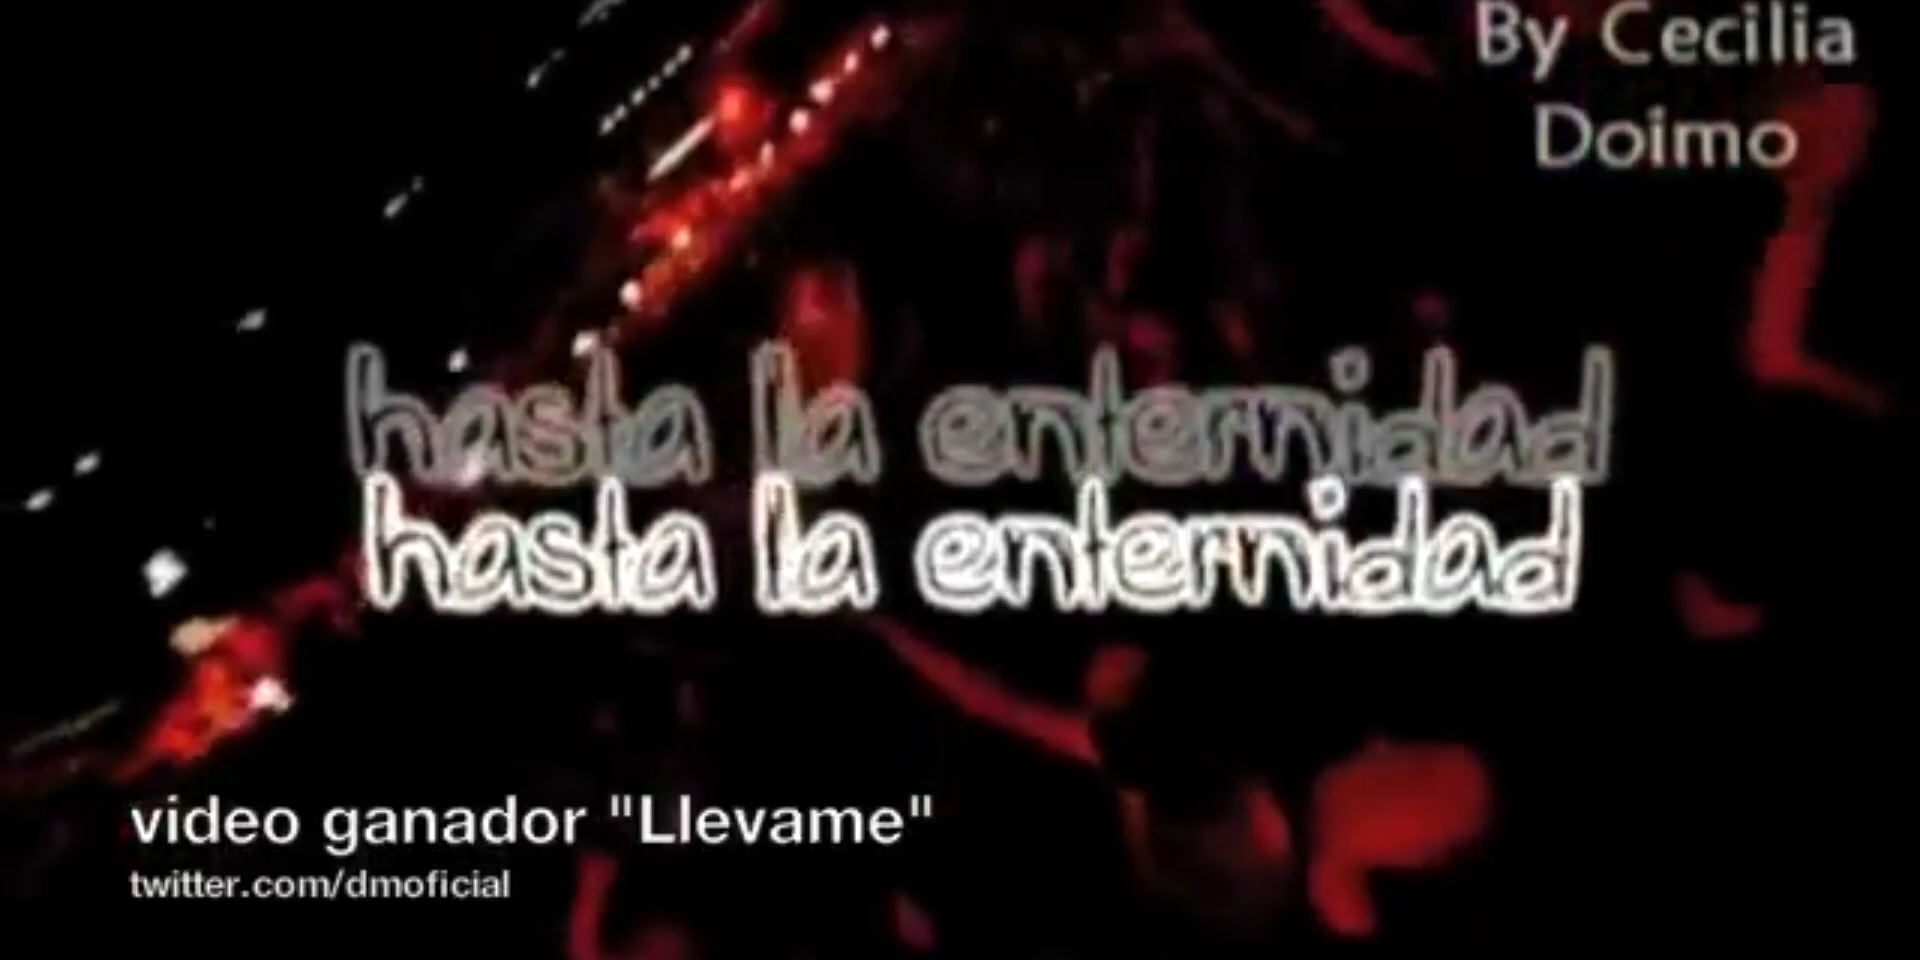 By Cecilia
Doimo
hasta la enternidad
hasta la enternidad
video ganador "Llevame"
twitter.com/dmoficial